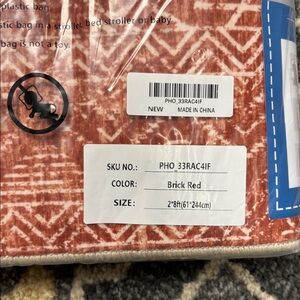 plastic bag
stic bag in a stroller bed stroller or baby
bag is not a toy.
PHO_33RAC4IF
NEW MADE IN CHINA
SKU NO.: PHO_33RAC4IF
COLOR: Brick Red
SIZE: 2*8ft(61*244cm)